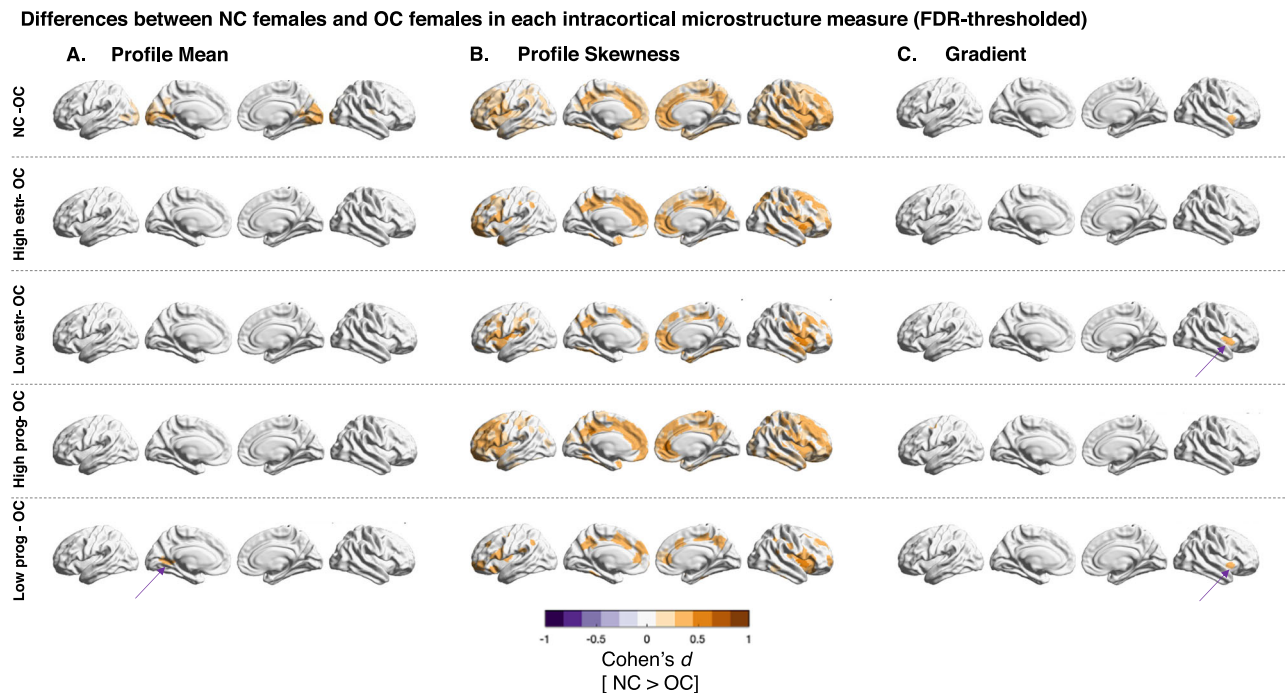 Differences between NC females and OC females in each intracortical microstructure measure (FDR-thresholded)
A. Profile Mean
B. Profile Skewness
C. Gradient
NC -OC
High estr- OC
Low estr- OC
High prog- OC
Low prog - OC
-1 -0.5 0 0.5 1
Cohen's d
[ NC > OC]